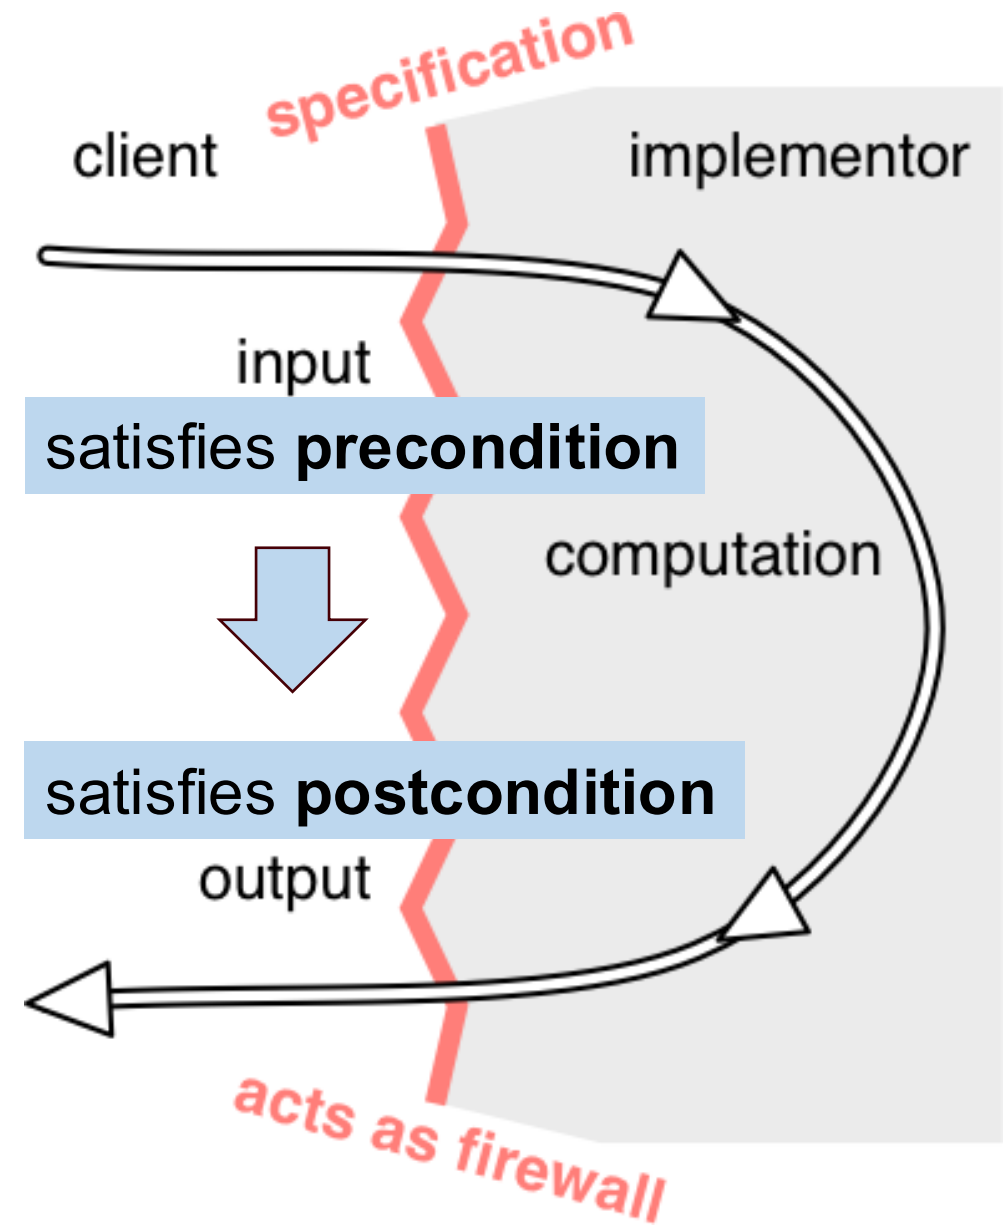 specification
client
implementor
input
satisfies precondition
computation
satisfies postcondition
output
acts as firewall